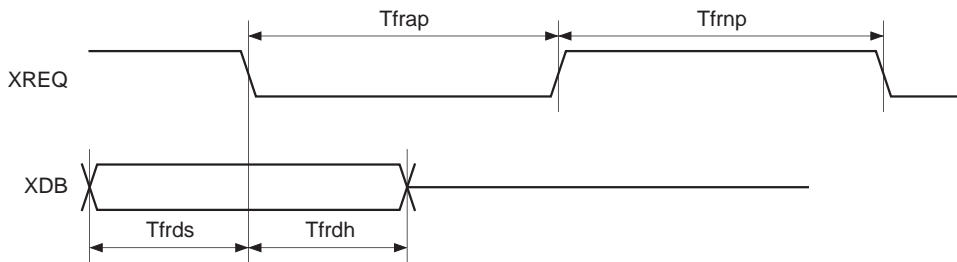 Tfrap
Tfrnp
XREQ
XDB
Tfrds
Tfrdh